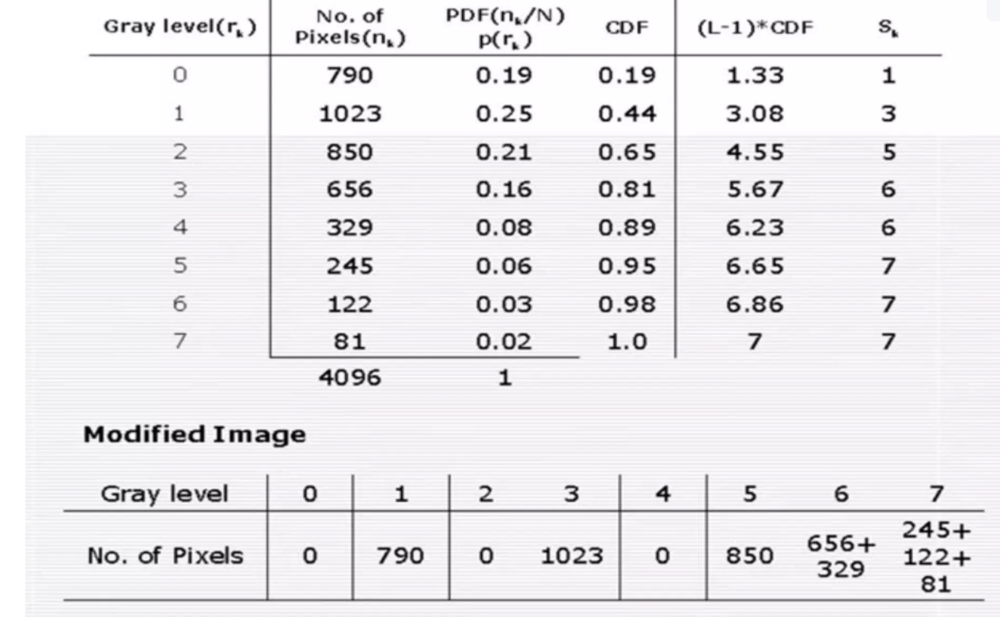 Gray level(rₖ) No. of Pixels(nₖ) PDF(nₖ/N) p(rₖ) CDF (L-1)*CDF Sₖ
0 790 0.19 0.19 1.33 1
1 1023 0.25 0.44 3.08 3
2 850 0.21 0.65 4.55 5
3 656 0.16 0.81 5.67 6
4 329 0.08 0.89 6.23 6
5 245 0.06 0.95 6.65 7
6 122 0.03 0.98 6.86 7
7 81 0.02 1.0 7 7
4096 1
Modified Image
Gray level 0 1 2 3 4 5 6 7
No. of Pixels 0 790 0 1023 0 850 656+ 329 245+ 122+ 81